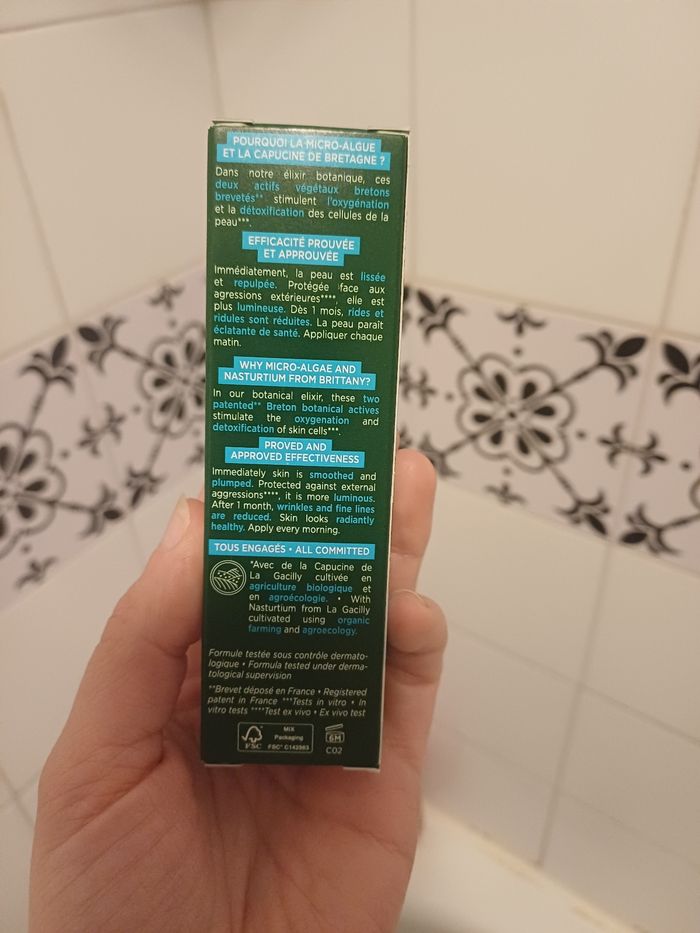 POURQUOI LA MICRO-ALGUE
ET LA CAPUCINE DE BRETAGNE ?
Dans notre élixir botanique, ces
deux actifs végétaux bretons
brevetés** stimulent l'oxygénation
et la détoxification des cellules de la
peau***.
EFFICACITÉ PROUVÉE
ET APPROUVÉE
Immédiatement, la peau est lissée
et repulpée. Protégée face aux
agressions extérieures****, elle est
plus lumineuse. Dès 1 mois, rides et
ridules sont réduites. La peau paraît
éclatante de santé. Appliquer chaque
matin.
WHY MICRO-ALGAE AND
NASTURTIUM FROM BRITTANY?
In our botanical elixir, these two
patented** Breton botanical actives
stimulate the oxygenation and
detoxification of skin cells***.
PROVED AND
APPROVED EFFECTIVENESS
Immediately skin is smoothed and
plumped. Protected against external
aggressions****, it is more luminous.
After 1 month, wrinkles and fine lines
are reduced. Skin looks radiantly
healthy. Apply every morning.
TOUS ENGAGÉS • ALL COMMITTED
*Avec de la Capucine de
La Gacilly cultivée en
agriculture biologique et
en agroécologie. • With
Nasturtium from La Gacilly
cultivated using organic
farming and agroecology.
Formule testée sous contrôle dermato-
logique • Formula tested under derma-
tological supervision
**Brevet déposé en France • Registered
patent in France ***Tests in vitro • In
vitro tests ****Test ex vivo • Ex vivo test
FSC
MIX
Packaging
FSC® C142983
6M
C02